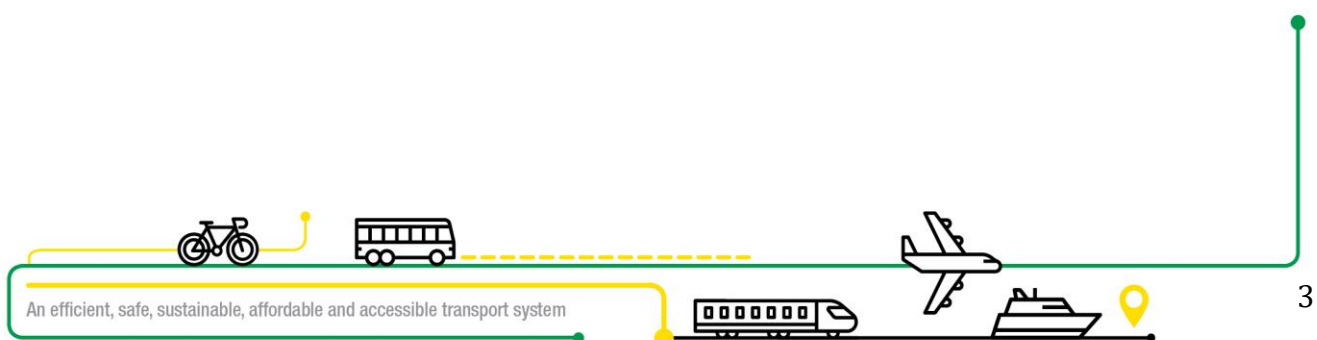 An efficient, safe, sustainable, affordable and accessible transport system
3